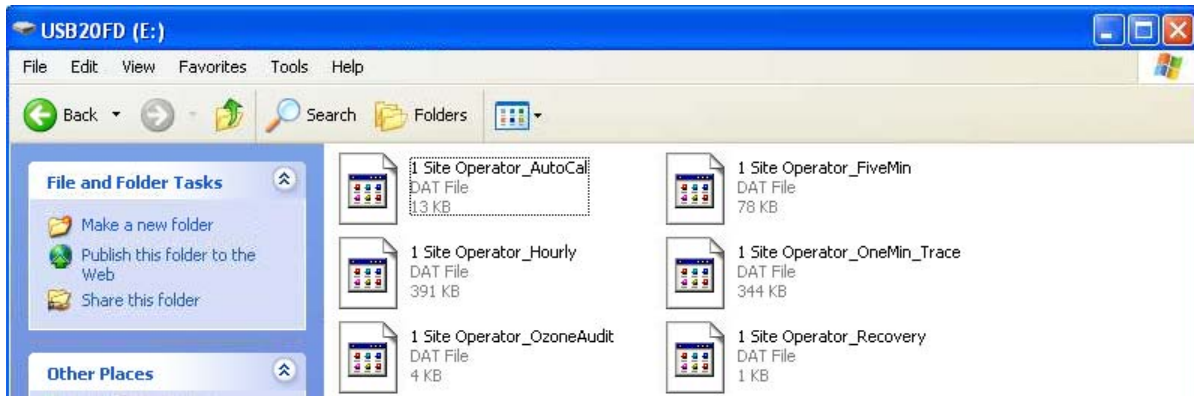 USB20FD (E:)
File Edit View Favorites Tools Help
Back Search Folders
File and Folder Tasks
Make a new folder
Publish this folder to the
Web
Share this folder
Other Places
1 Site Operator_AutoCal
DAT File
13 KB
1 Site Operator_FiveMin
DAT File
78 KB
1 Site Operator_Hourly
DAT File
391 KB
1 Site Operator_OneMin_Trace
DAT File
344 KB
1 Site Operator_OzoneAudit
DAT File
4 KB
1 Site Operator_Recovery
DAT File
1 KB